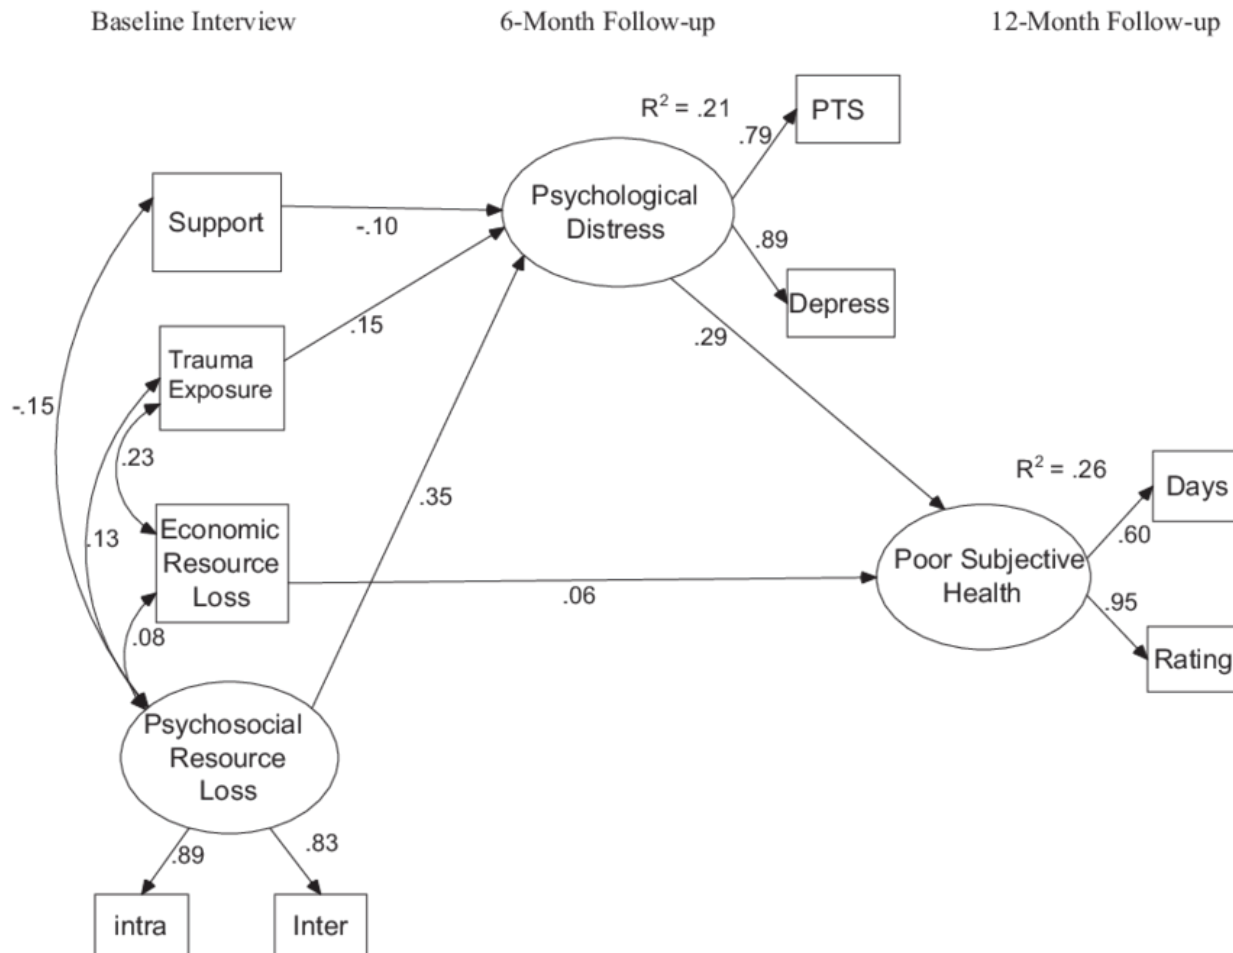 Baseline Interview 6-Month Follow-up 12-Month Follow-up
R² = .21
PTS
.79
Psychological
Distress
Support
-.10
.89
Depress
.15
.29
Trauma
Exposure
-.15
.23
.35
R² = .26
Days
.60
Economic
Resource
Loss
.13
.06
Poor Subjective
Health
.95
Rating
.08
Psychosocial
Resource
Loss
.89
.83
intra
Inter